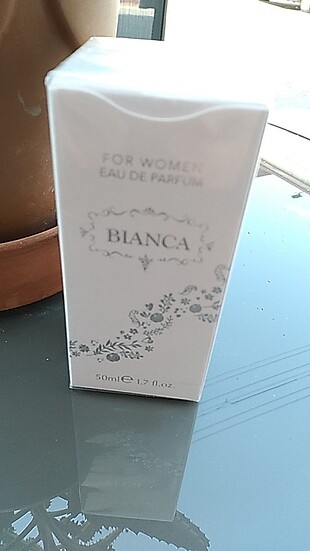 FOR WOMEN
EAU DE PARFUM
BIANCA
50ml ℮ 1.7 fl.oz.